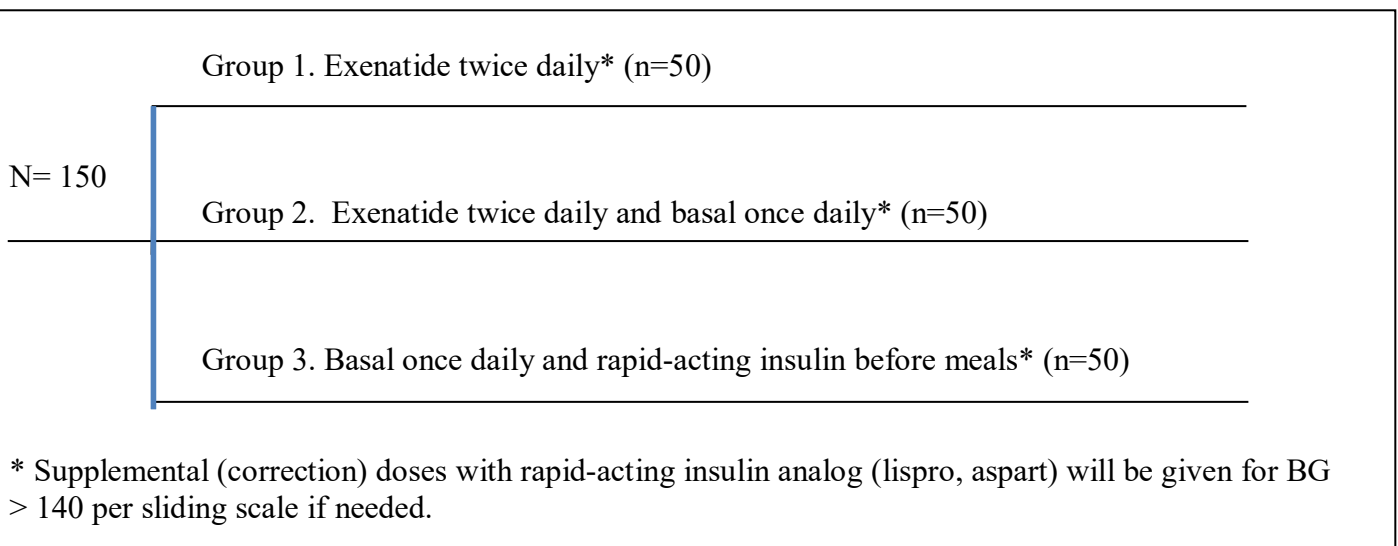 Group 1. Exenatide twice daily* (n=50)
N= 150
Group 2.  Exenatide twice daily and basal once daily* (n=50)
Group 3. Basal once daily and rapid-acting insulin before meals* (n=50)
* Supplemental (correction) doses with rapid-acting insulin analog (lispro, aspart) will be given for BG
> 140 per sliding scale if needed.